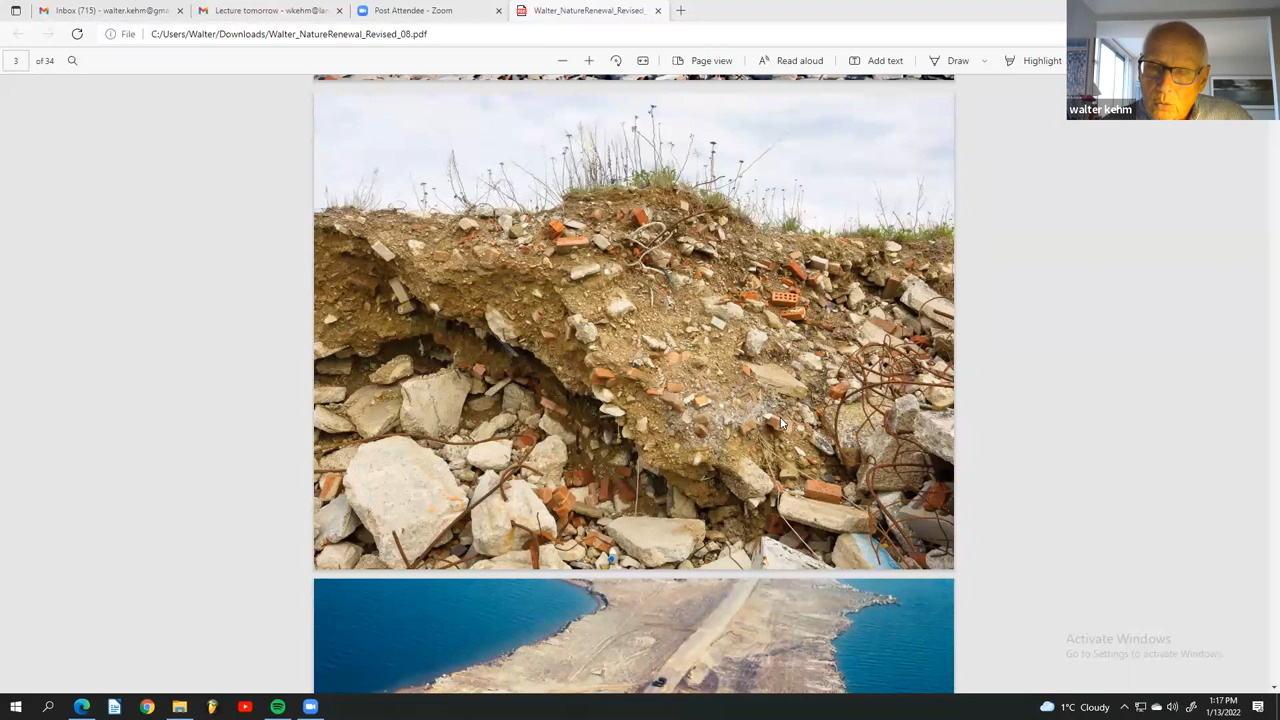 Inbox (715) - walter.kehm@gma
Lecture tomorrow - wkehm@lan
Post Attendee - Zoom
Walter_NatureRenewal_Revised_
File
C:/Users/Walter/Downloads/Walter_NatureRenewal_Revised_08.pdf
3 of 34
Page view
Read aloud
Add text
Draw
Highlight
walter kehm
Activate Windows
Go to Settings to activate Windows.
1°C Cloudy
1:17 PM
1/13/2022